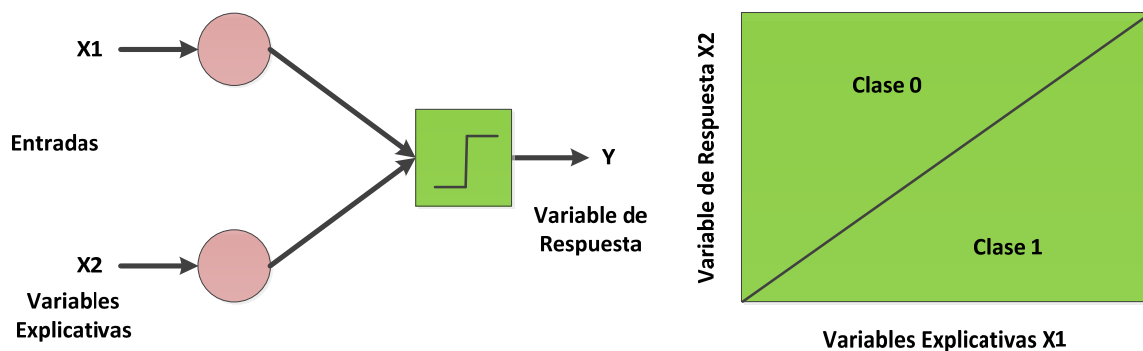 X1
Entradas
X2
Variables
Explicativas
Y
Variable de
Respuesta
Variable de Respuesta X2
Clase 0
Clase 1
Variables Explicativas X1